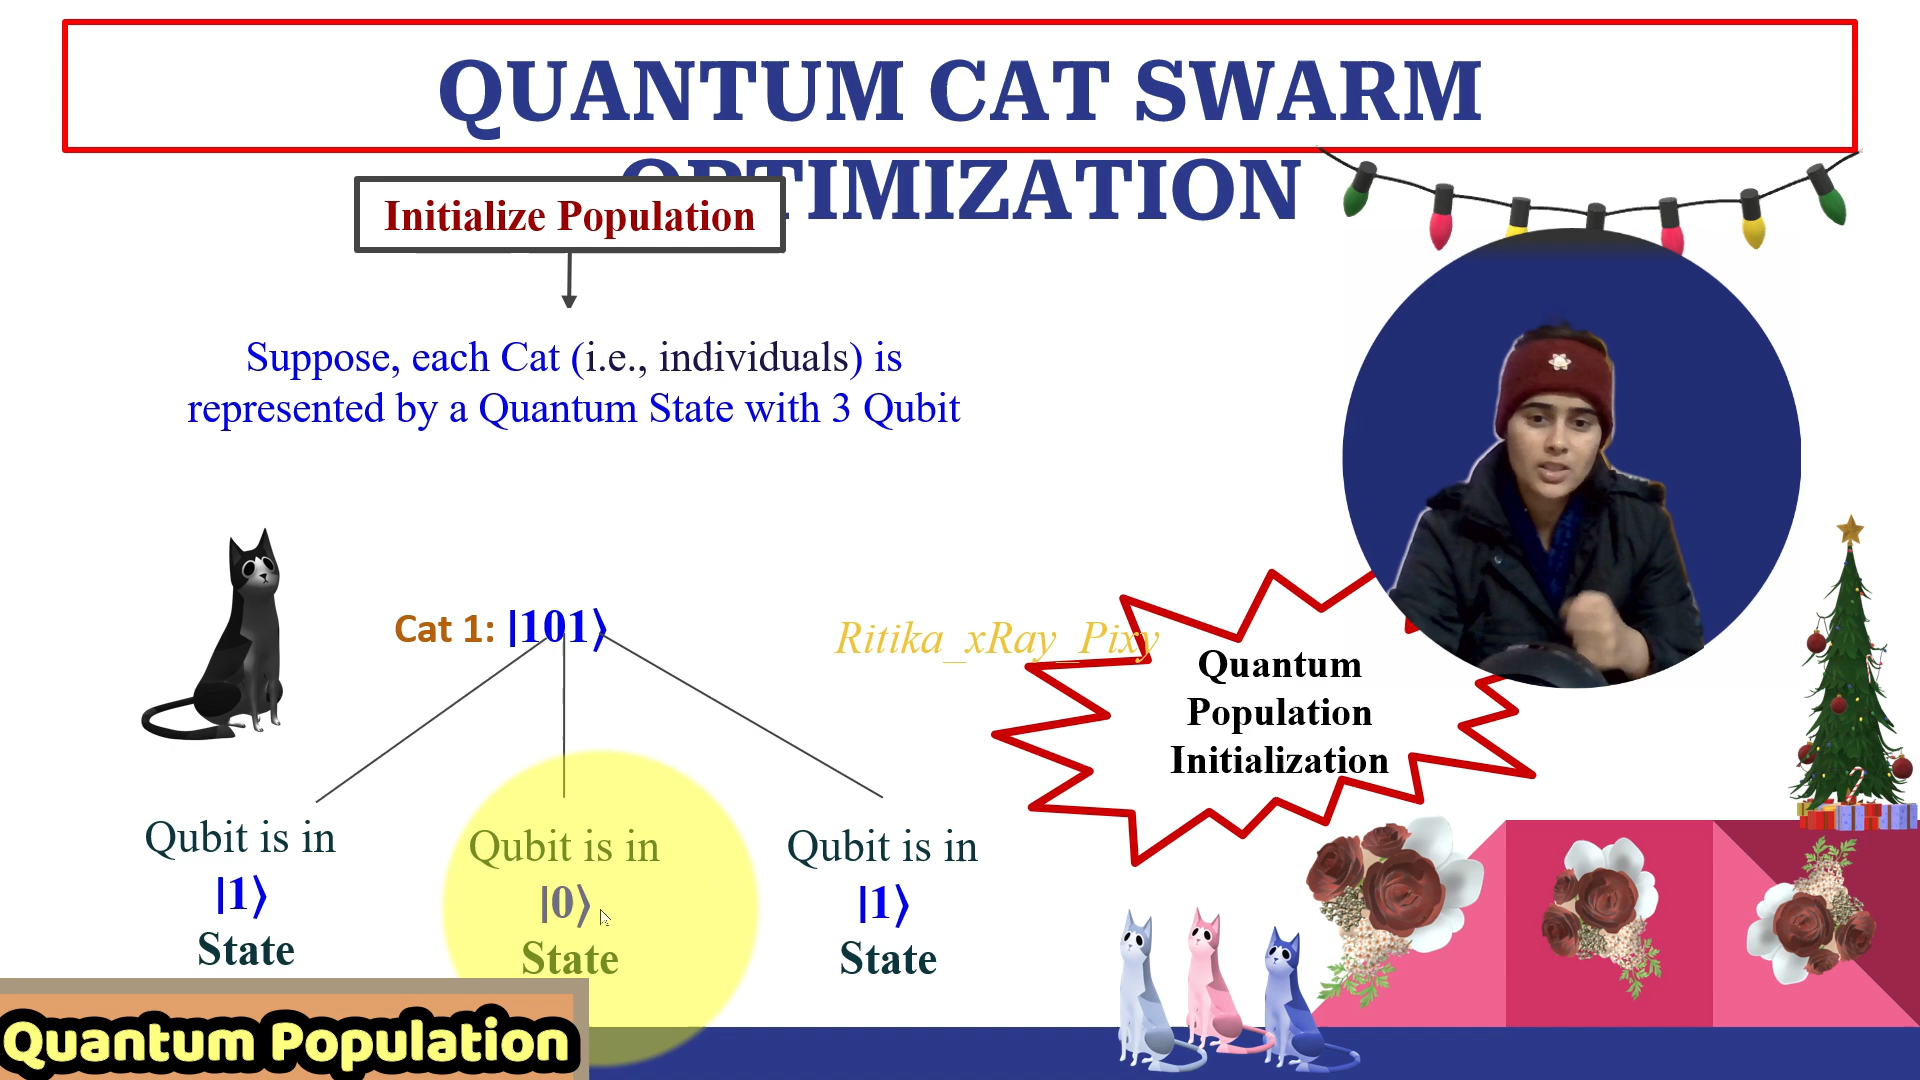 QUANTUM CAT SWARM
OPTIMIZATION
Initialize Population
Suppose, each Cat (i.e., individuals) is
represented by a Quantum State with 3 Qubit
Cat 1: |101⟩
Ritika_xRay_Pixy
Quantum
Population
Initialization
Qubit is in
|1⟩
State
Qubit is in
|0⟩
State
Qubit is in
|1⟩
State
Quantum Population